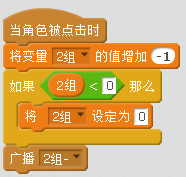 当角色被点击时
将变量 2组 的值增加 -1
如果 2组 < 0 那么
将 2组 设定为 0
广播 2组-